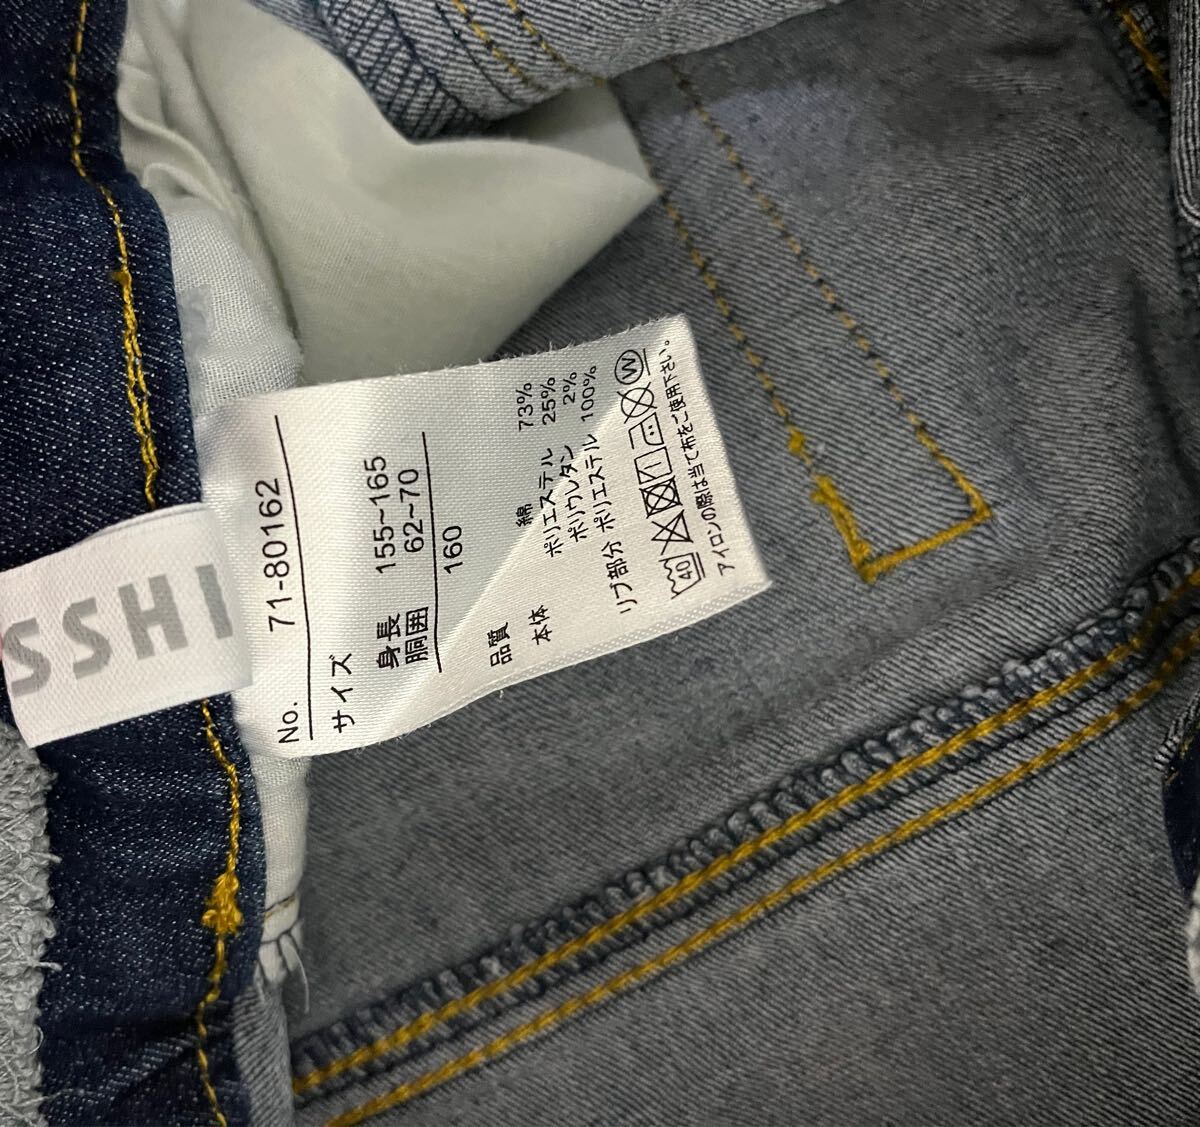 SSHI
No. 71-80162
サイズ
身長 155~165
胴囲 62~70
160
品質
本体 綿 73%
ポリエステル 25%
ポリウレタン 2%
リブ部分 ポリエステル 100%
40 1 W
アイロンの際は当て布をご使用下さい。